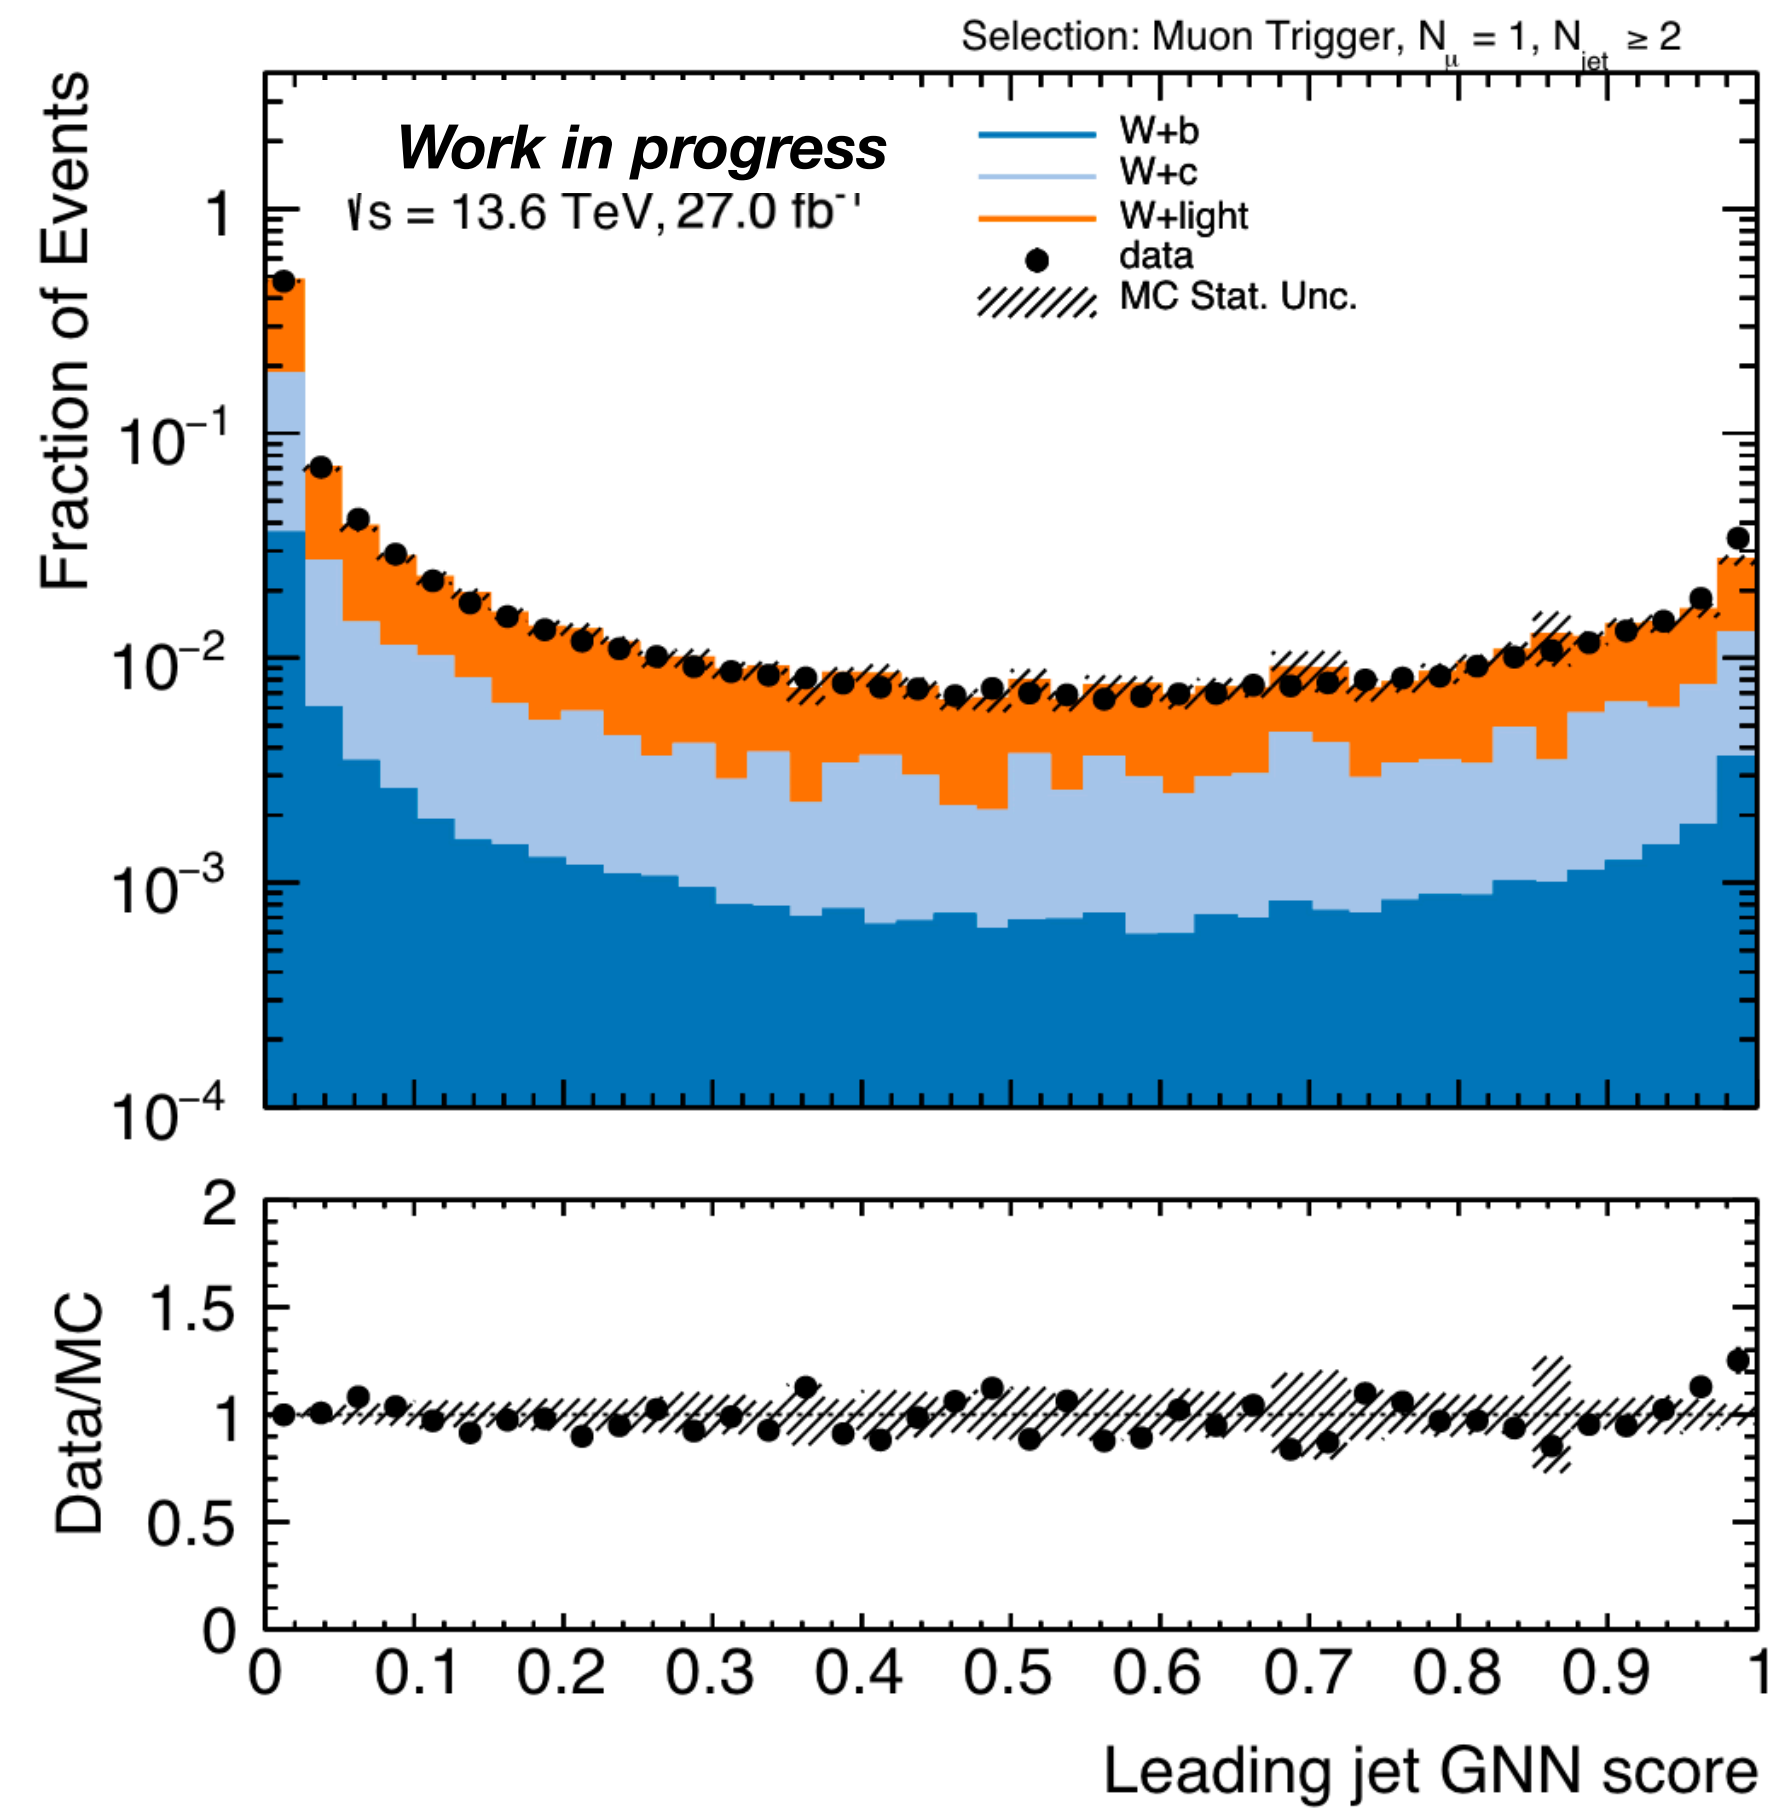 Selection: Muon Trigger, N_μ = 1, N_jet ≥ 2
Work in progress
√s = 13.6 TeV, 27.0 fb⁻¹
W+b
W+c
W+light
data
MC Stat. Unc.
Fraction of Events
1
10⁻¹
10⁻²
10⁻³
10⁻⁴
Data/MC
2
1.5
1
0.5
0
0 0.1 0.2 0.3 0.4 0.5 0.6 0.7 0.8 0.9 1
Leading jet GNN score